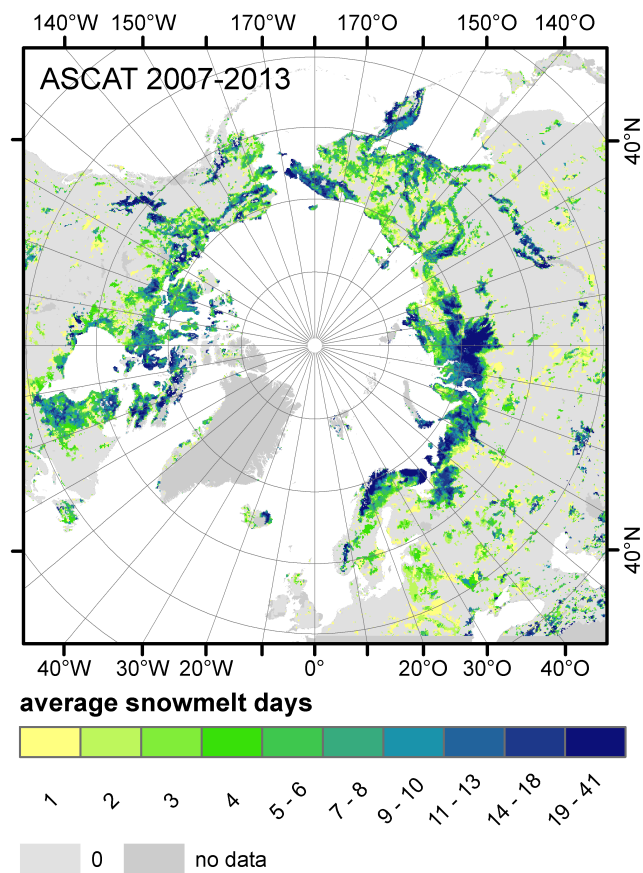 140°W 150°W 170°W 170°O 150°O 140°O
ASCAT 2007-2013
40°N
40°N
40°W 30°W 20°W 0° 20°O 30°O 40°O
average snowmelt days
1 2 3 4 5 - 6 7 - 8 9 - 10 11 - 13 14 - 18 19 - 41
0 no data